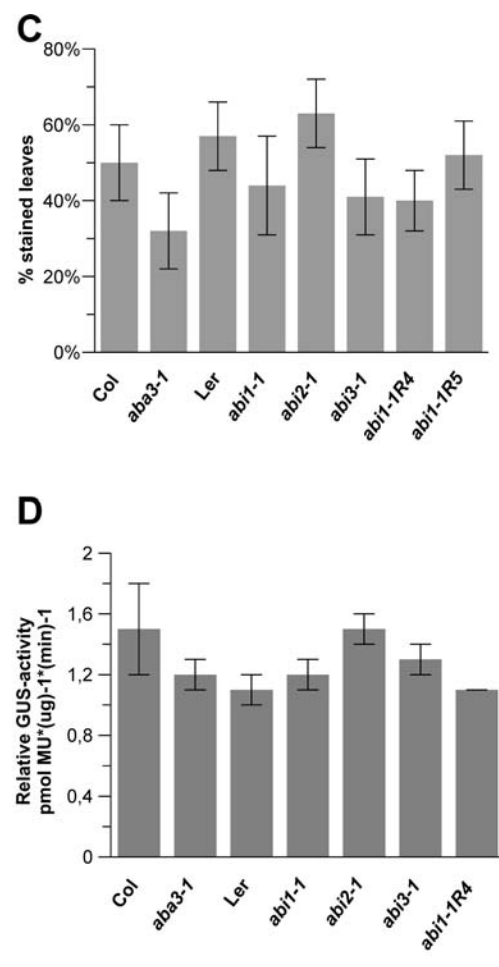 C
80%
60%
40%
20%
0%
% stained leaves
Col
aba3-1
Ler
abi1-1
abi2-1
abi3-1
abi1-1R4
abi1-1R5
D
2
1,6
1.2
0,8
0.4
0
Relative GUS-activity
pmol MU*(ug)-1*(min)-1
Col
aba3-1
Ler
abi1-1
abi2-1
abi3-1
abi1-1R4